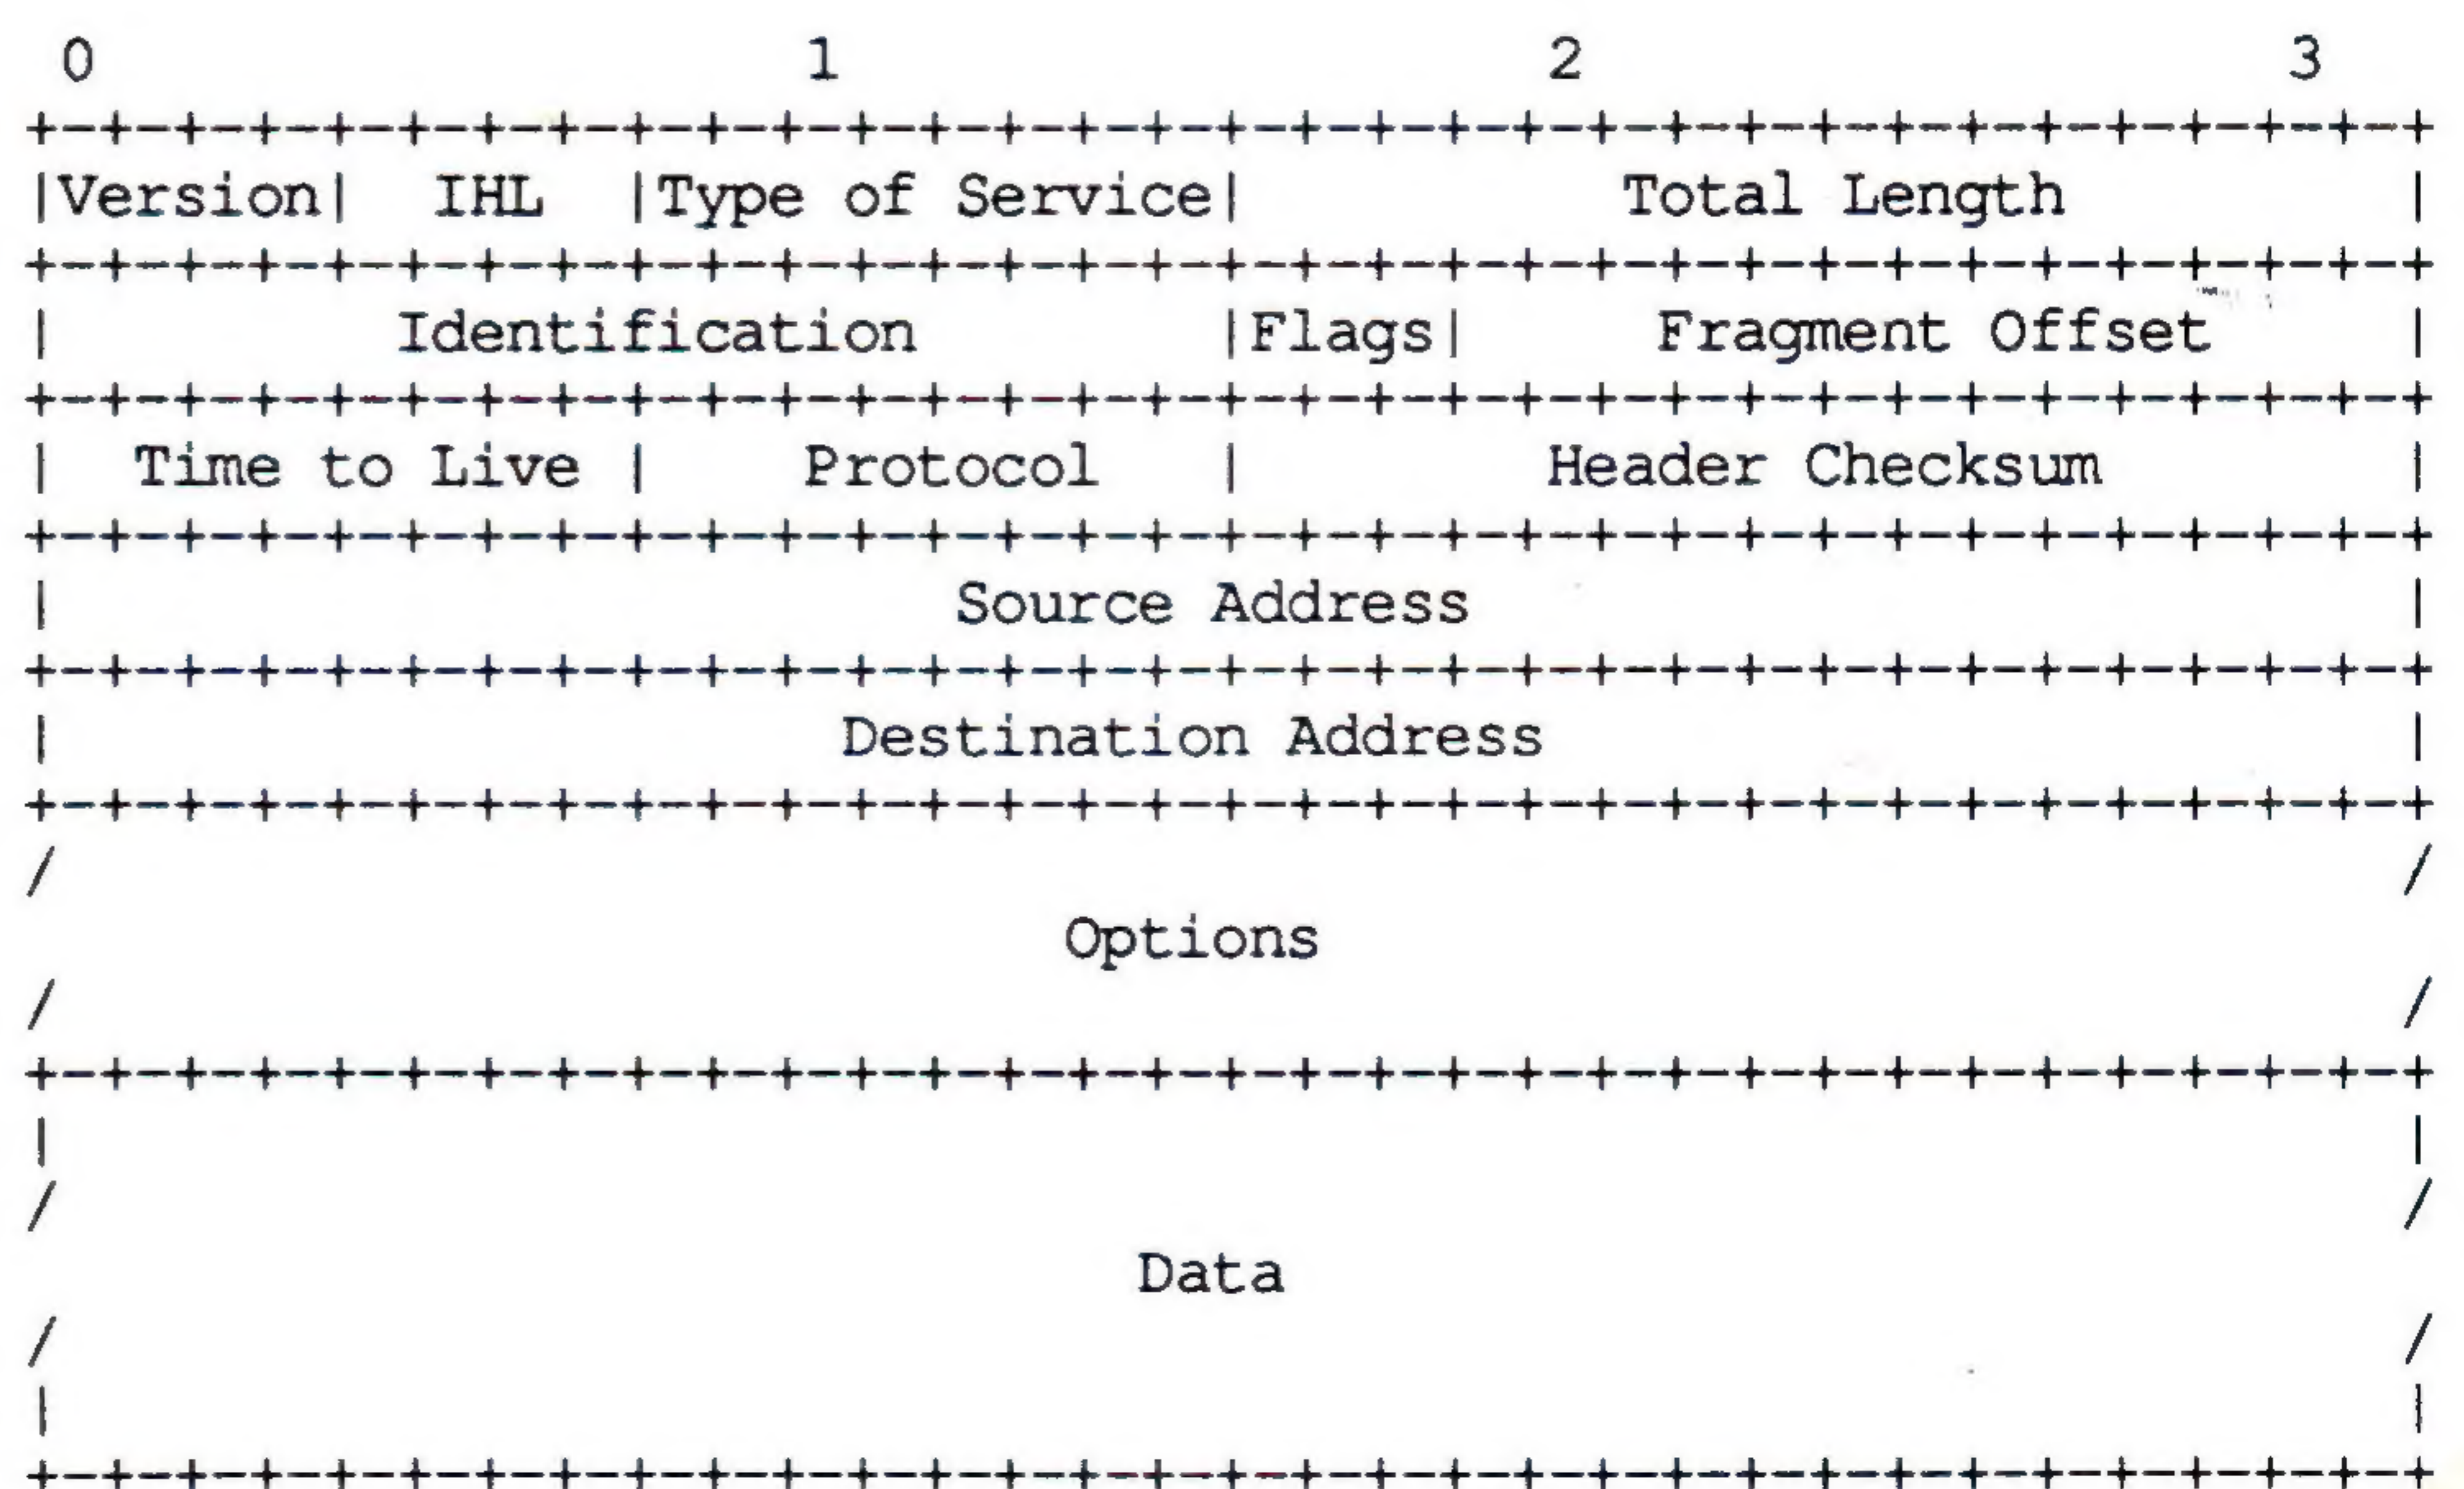 0 1 2 3
+-+-+-+-+-+-+-+-+-+-+-+-+-+-+-+-+-+-+-+-+-+-+-+-+-+-+-+-+-+-+-+-+
|Version|  IHL  |Type of Service|          Total Length         |
+-+-+-+-+-+-+-+-+-+-+-+-+-+-+-+-+-+-+-+-+-+-+-+-+-+-+-+-+-+-+-+-+
|         Identification        |Flags|     Fragment Offset     |
+-+-+-+-+-+-+-+-+-+-+-+-+-+-+-+-+-+-+-+-+-+-+-+-+-+-+-+-+-+-+-+-+
|  Time to Live |    Protocol   |        Header Checksum        |
+-+-+-+-+-+-+-+-+-+-+-+-+-+-+-+-+-+-+-+-+-+-+-+-+-+-+-+-+-+-+-+-+
|                        Source Address                         |
+-+-+-+-+-+-+-+-+-+-+-+-+-+-+-+-+-+-+-+-+-+-+-+-+-+-+-+-+-+-+-+-+
|                     Destination Address                       |
+-+-+-+-+-+-+-+-+-+-+-+-+-+-+-+-+-+-+-+-+-+-+-+-+-+-+-+-+-+-+-+-+
/                                                               /
                            Options
/                                                               /
+-+-+-+-+-+-+-+-+-+-+-+-+-+-+-+-+-+-+-+-+-+-+-+-+-+-+-+-+-+-+-+-+
|                                                               |
/                                                               /
                              Data
/                                                               /
|                                                               |
+-+-+-+-+-+-+-+-+-+-+-+-+-+-+-+-+-+-+-+-+-+-+-+-+-+-+-+-+-+-+-+-+